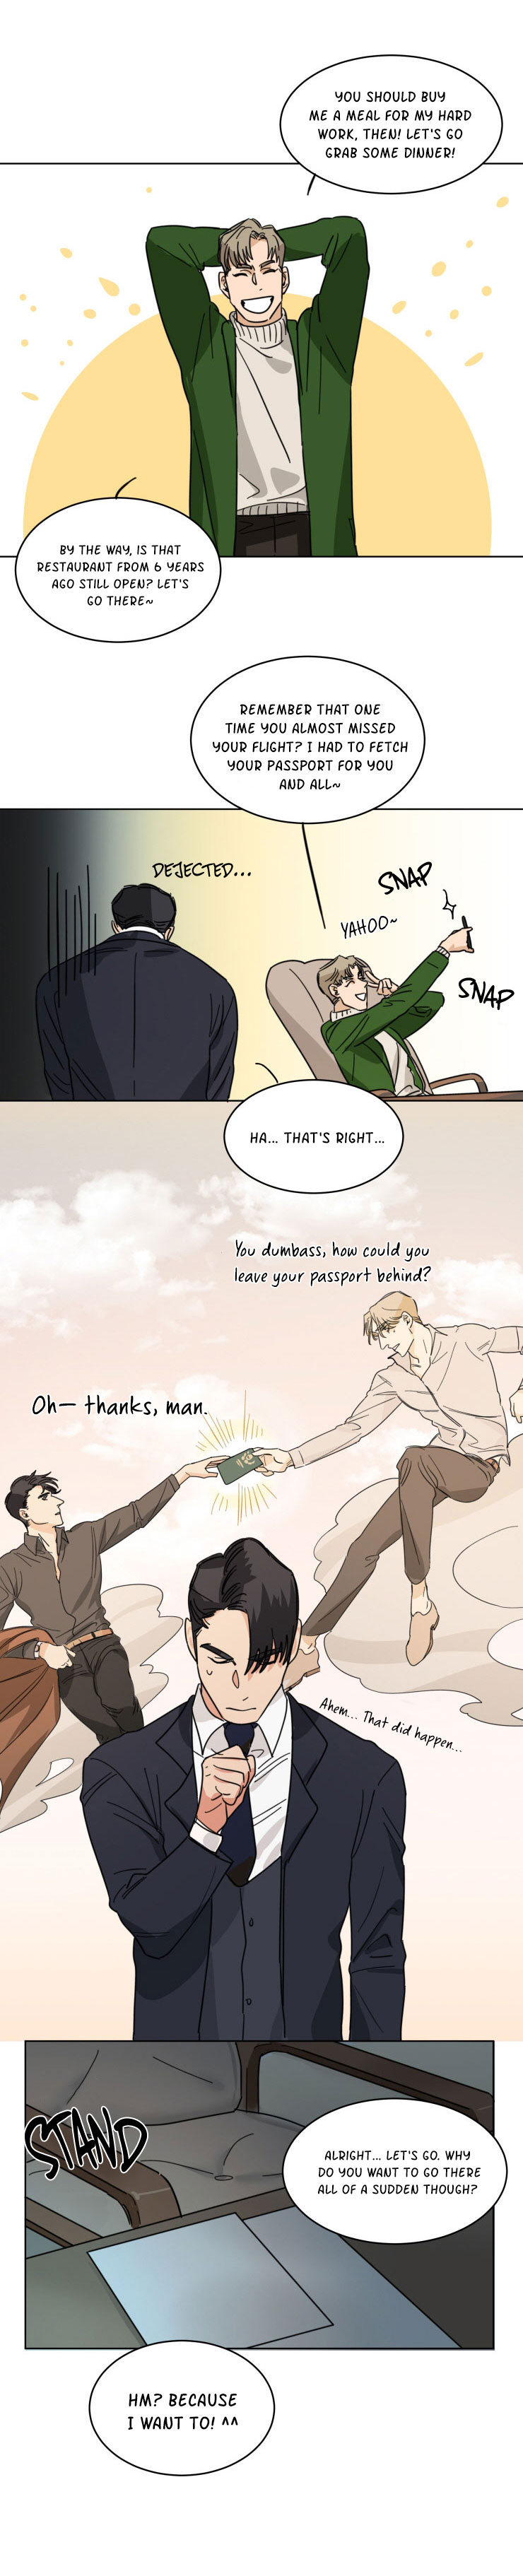 YOU SHOULD BUY
ME A MEAL FOR MY HARD
WORK, THEN! LET'S GO
GRAB SOME DINNER!
BY THE WAY, IS THAT
RESTAURANT FROM 6 YEARS
AGO STILL OPEN? LET'S
GO THERE~
REMEMBER THAT ONE
TIME YOU ALMOST MISSED
YOUR FLIGHT? I HAD TO FETCH
YOUR PASSPORT FOR YOU
AND ALL~
DEJECTED...
SNAP
YAHOO~
SNAP
HA... THAT'S RIGHT...
You dumbass, how could you
leave your passport behind?
Oh— thanks, man.
Ahem... That did happen...
STAND
ALRIGHT... LET'S GO. WHY
DO YOU WANT TO GO THERE
ALL OF A SUDDEN THOUGH?
HM? BECAUSE
I WANT TO! ^^